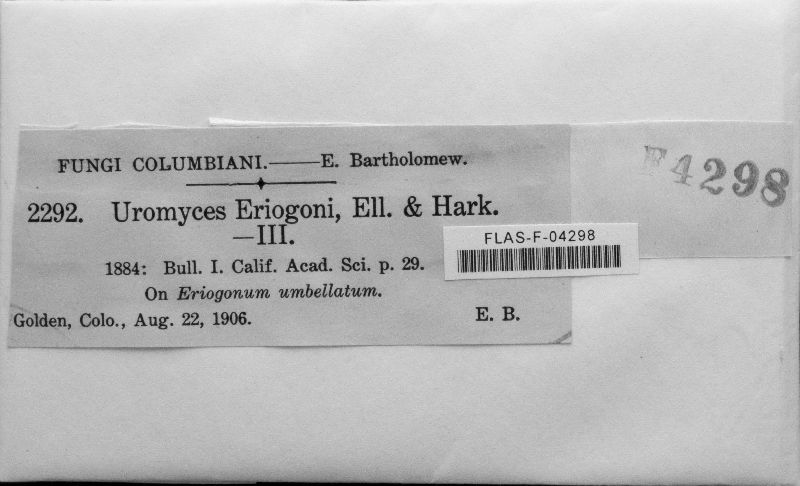 FUNGI COLUMBIANI.——E. Bartholomew.
2292. Uromyces Eriogoni, Ell. & Hark.
—III.
1884: Bull. I. Calif. Acad. Sci. p. 29.
On Eriogonum umbellatum.
Golden, Colo., Aug. 22, 1906. E. B.
FLAS-F-04298
F4298